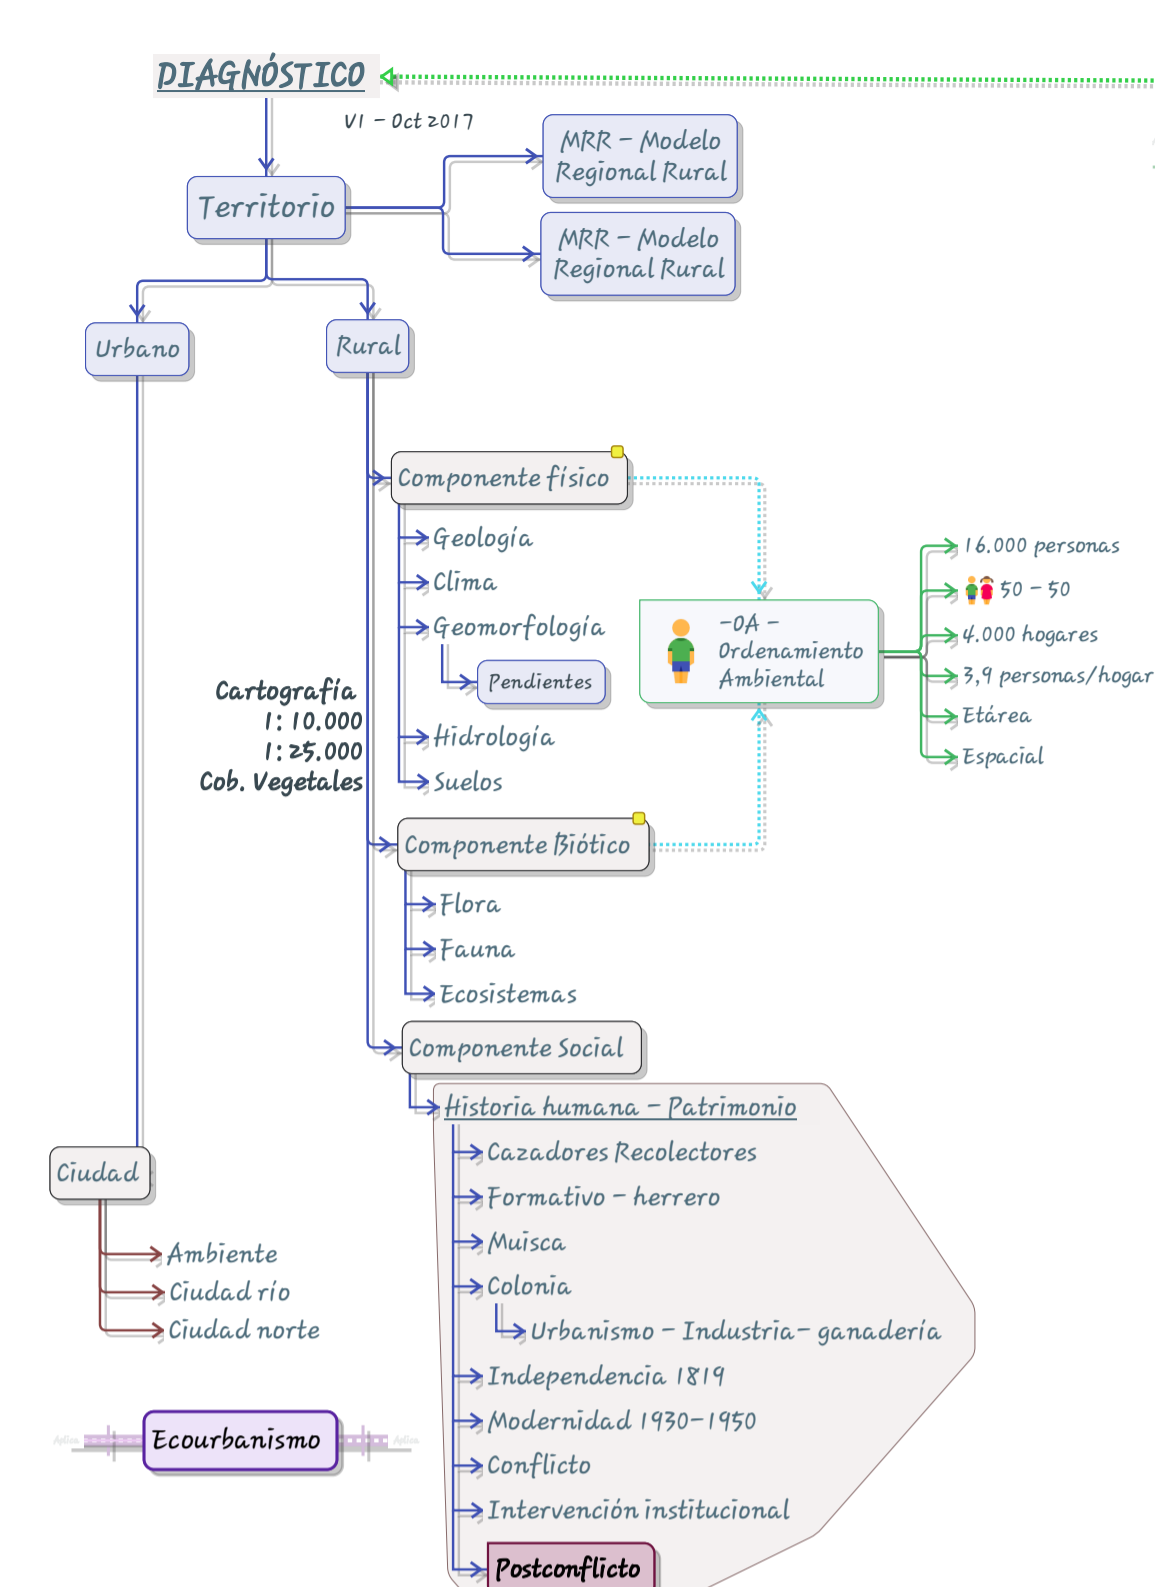 DIAGNÓSTICO
V1 - Oct 2017
MRR - Modelo
Regional Rural
Territorio
MRR - Modelo
Regional Rural
Urbano
Rural
Componente físico
Geología
Clima
Geomorfología
Pendientes
Hidrología
Suelos
-OA -
Ordenamiento
Ambiental
16.000 personas
50 - 50
4.000 hogares
3,9 personas/hogar
Etárea
Espacial
Cartografía
1: 10.000
1: 25.000
Cob. Vegetales
Componente Biótico
Flora
Fauna
Ecosistemas
Componente Social
Historia humana - Patrimonio
Cazadores Recolectores
Formativo - herrero
Muisca
Colonia
Urbanismo - Industria- ganadería
Independencia 1819
Modernidad 1930-1950
Conflicto
Intervención institucional
Postconflicto
Ciudad
Ambiente
Ciudad río
Ciudad norte
Aplica
Ecourbanismo
Aplica